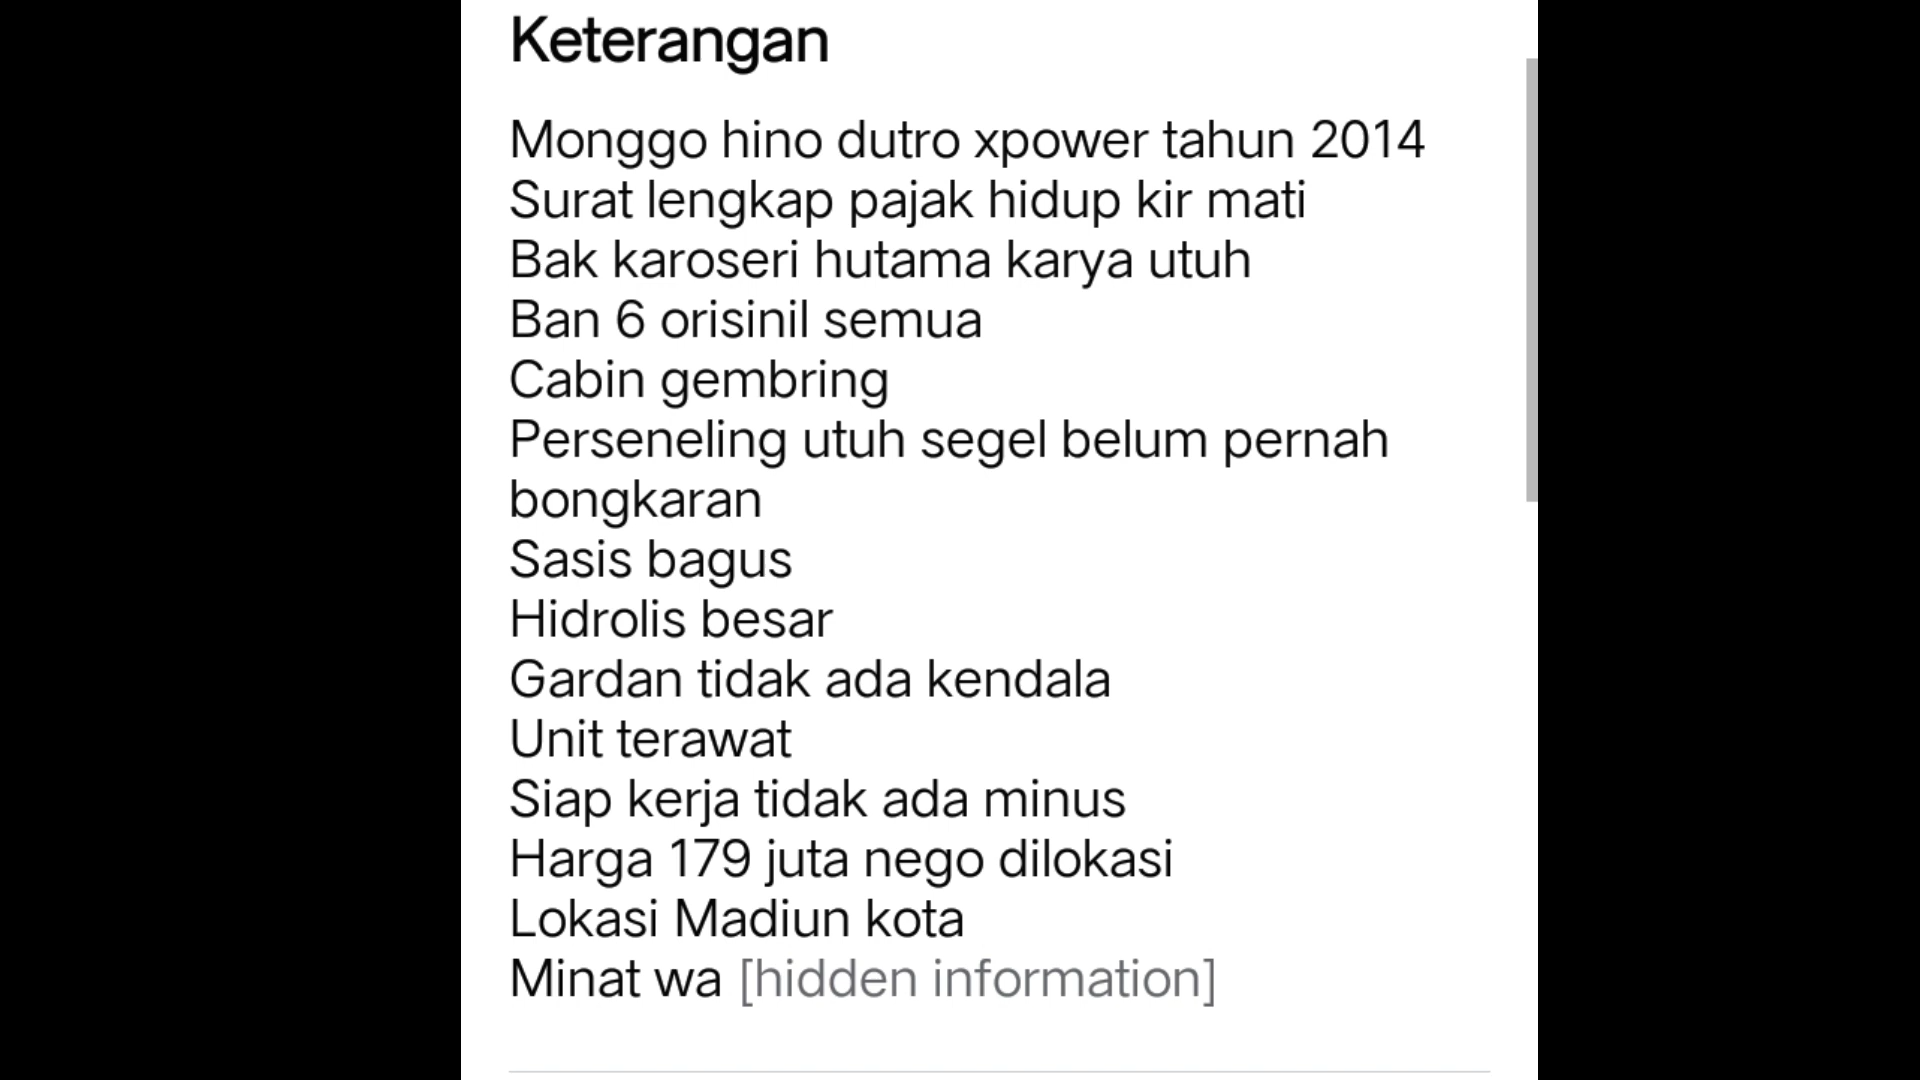 Keterangan
Monggo hino dutro xpower tahun 2014
Surat lengkap pajak hidup kir mati
Bak karoseri hutama karya utuh
Ban 6 orisinil semua
Cabin gembring
Perseneling utuh segel belum pernah
bongkaran
Sasis bagus
Hidrolis besar
Gardan tidak ada kendala
Unit terawat
Siap kerja tidak ada minus
Harga 179 juta nego dilokasi
Lokasi Madiun kota
Minat wa [hidden information]